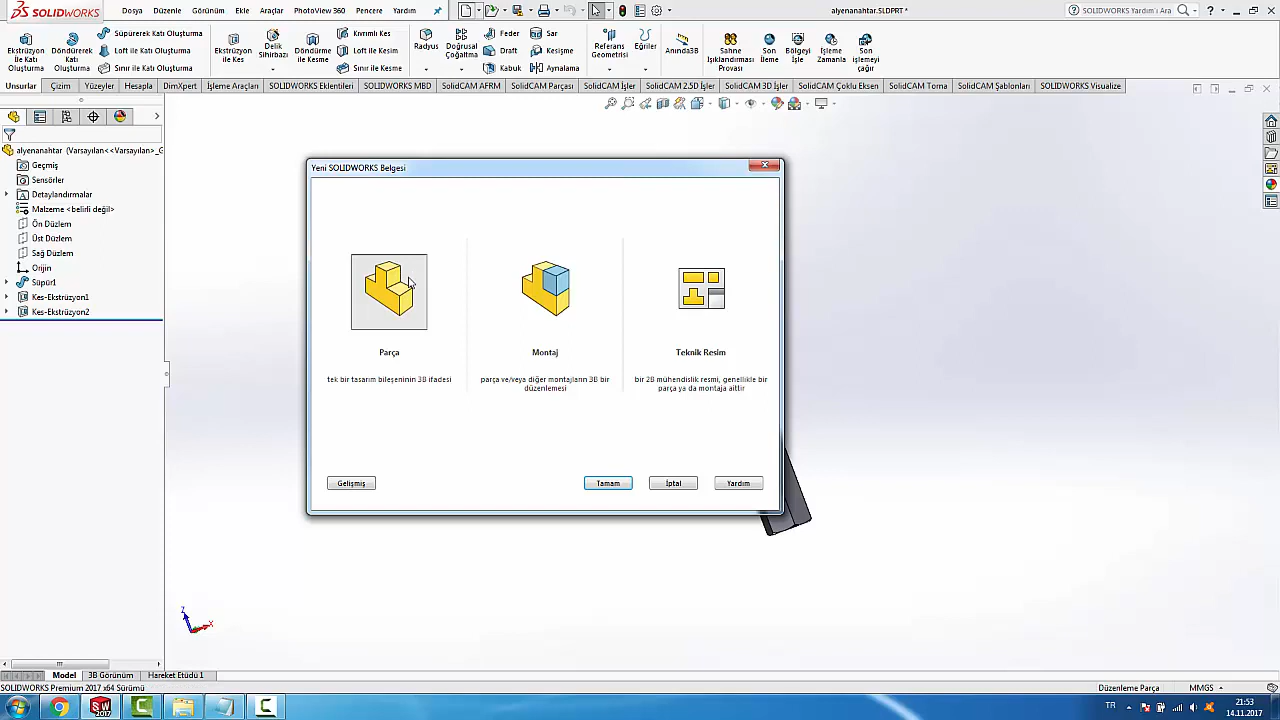 SOLIDWORKS
Dosya Düzenle Görünüm Ekle Araçlar PhotoView 360 Pencere Yardım
alyenanahtar.SLDPRT *
SOLIDWORKS Yardım'ı Ara
Ekstrüzyon İle Katı Oluşturma
Döndürerek Katı Oluşturma
Süpürerek Katı Oluşturma
Loft ile Katı Oluşturma
Sınır ile Katı Oluşturma
Ekstrüzyon ile Kes
Delik Sihirbazı
Döndürme ile Kesme
Kıvrımlı Kes
Loft ile Kesim
Sınır ile Kesme
Radyus
Doğrusal Çoğaltma
Feder
Draft
Kabuk
Sar
Kesişme
Aynalama
Referans Geometrisi
Eğriler
Anında3B
Sahne Işıklandırması Provası
Son İleme
Bölgeyi İşle
İşleme Zamanla
Son işlemeyi çağır
Unsurlar Çizim Yüzeyler Hesapla DimXpert İşleme Araçları SOLIDWORKS Eklentileri SOLIDWORKS MBD SolidCAM AFRM SolidCAM Parçası SolidCAM İşler SolidCAM 2.5D İşler SolidCAM 3D İşler SolidCAM Çoklu Eksen SolidCAM Torna SolidCAM Şablonları SOLIDWORKS Visualize
alyenanahtar (Varsayılan<<Varsayılan>_G
Geçmiş
Sensörler
Detaylandırmalar
Malzeme <belirli değil>
Ön Düzlem
Üst Düzlem
Sağ Düzlem
Orijin
Süpür1
Kes-Ekstrüzyon1
Kes-Ekstrüzyon2
Yeni SOLIDWORKS Belgesi
Parça
tek bir tasarım bileşeninin 3B ifadesi
Montaj
parça ve/veya diğer montajların 3B bir
düzenlemesi
Teknik Resim
bir 2B mühendislik resmi, genellikle bir
parça ya da montaja aittir
Gelişmiş Tamam İptal Yardım
Z
X
Model 3B Görünüm Hareket Etüdü 1
SOLIDWORKS Premium 2017 x64 Sürümü
Düzenleme Parça
MMGS
SW
2017
TR
21:53
14.11.2017